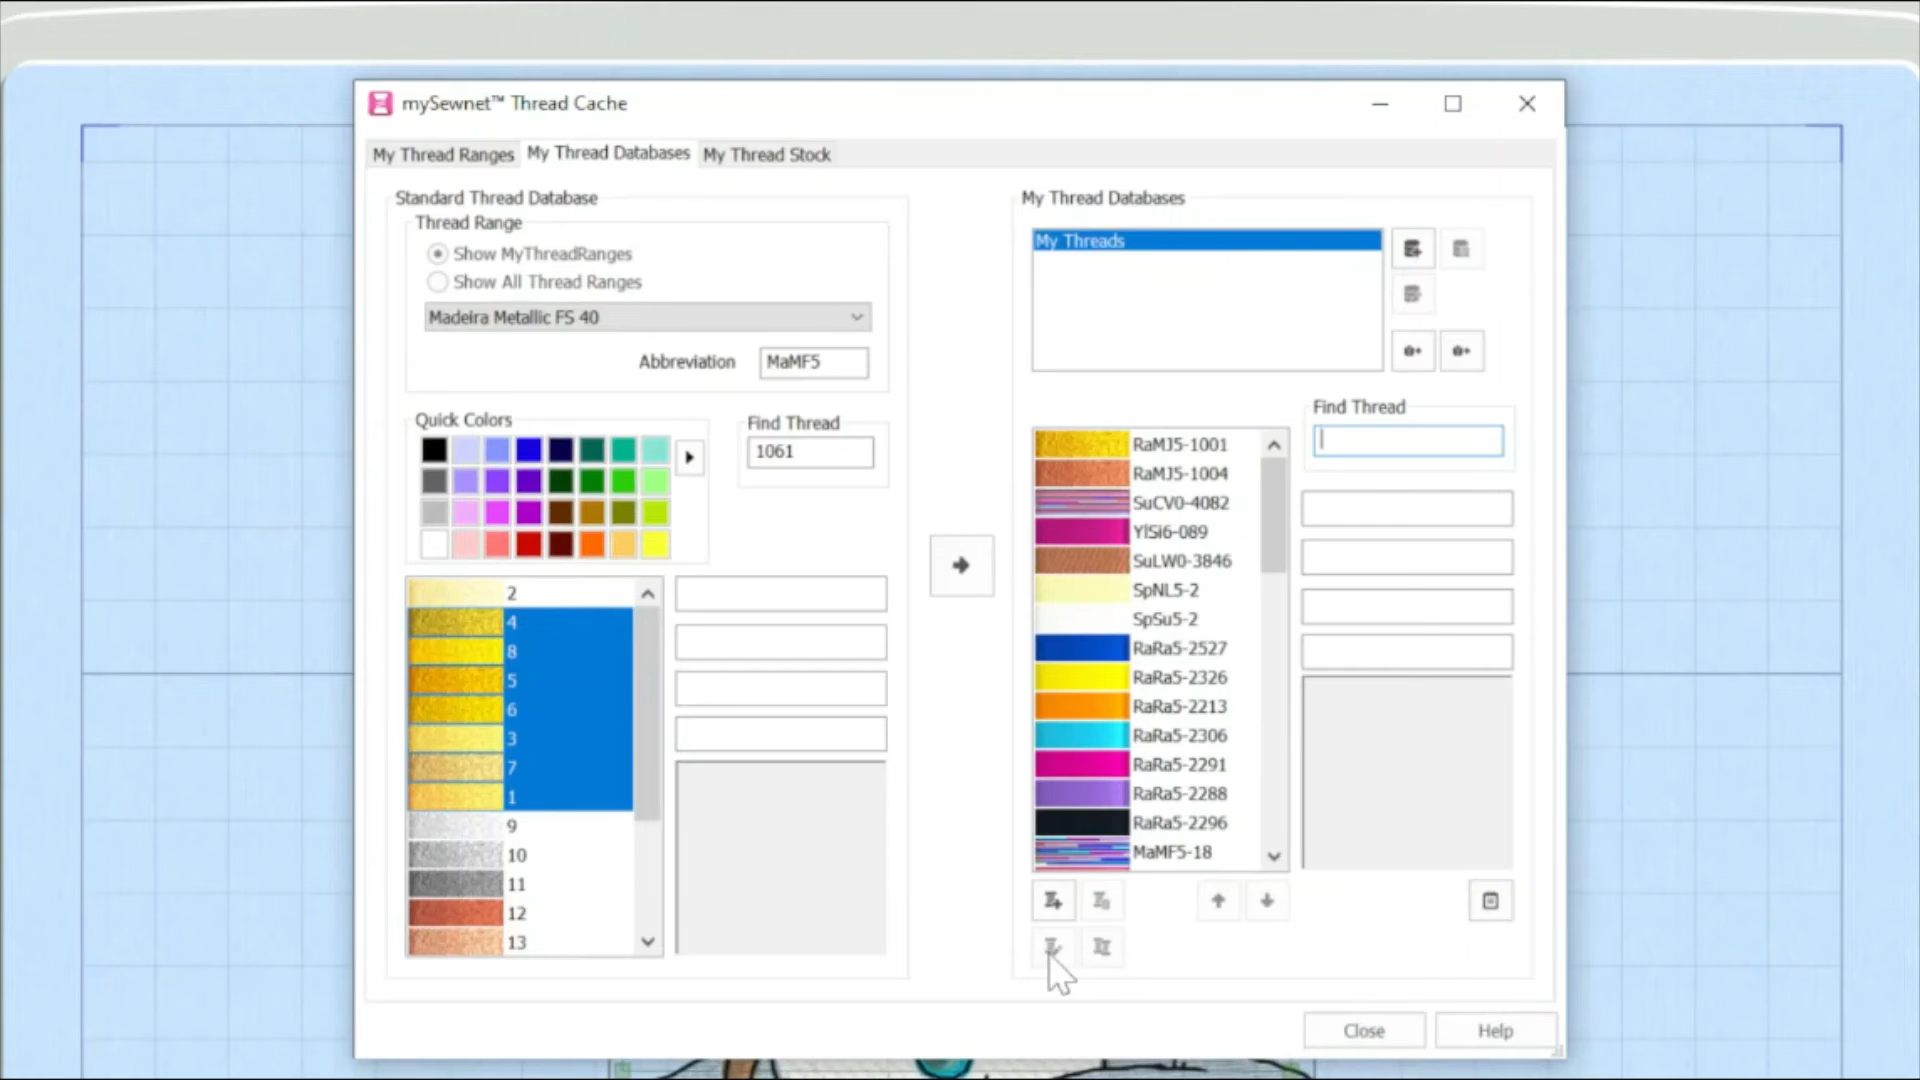 mySewnet™ Thread Cache
My Thread Ranges
My Thread Databases
My Thread Stock
Standard Thread Database
Thread Range
Show MyThreadRanges
Show All Thread Ranges
Madeira Metallic FS 40
Abbreviation
MaMF5
Quick Colors
Find Thread
1061
2
4
8
5
6
3
7
1
9
10
11
12
13
My Thread Databases
My Threads
Find Thread
RaMJ5-1001
RaMJ5-1004
SuCV0-4082
YlSi6-089
SuLW0-3846
SpNL5-2
SpSu5-2
RaRa5-2527
RaRa5-2326
RaRa5-2213
RaRa5-2306
RaRa5-2291
RaRa5-2288
RaRa5-2296
MaMF5-18
Close
Help